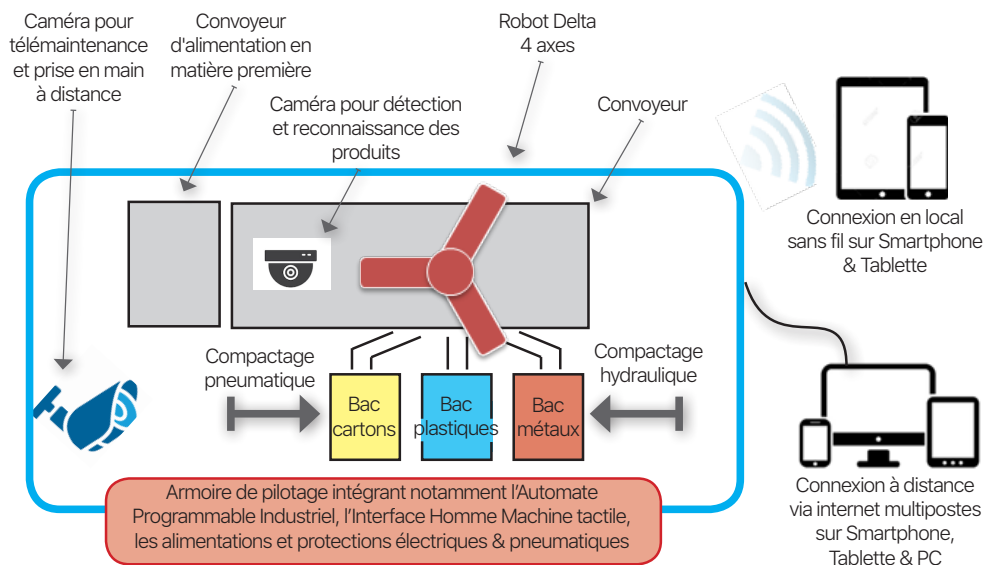 Caméra pour
télémaintenance
et prise en main
à distance
Convoyeur
d'alimentation en
matière première
Caméra pour détection
et reconnaissance des
produits
Robot Delta
4 axes
Convoyeur
Connexion en local
sans fil sur Smartphone
& Tablette
Compactage
pneumatique
Bac
cartons
Bac
plastiques
Bac
métaux
Compactage
hydraulique
Armoire de pilotage intégrant notamment l'Automate
Programmable Industriel, l'Interface Homme Machine tactile,
les alimentations et protections électriques & pneumatiques
Connexion à distance
via internet multipostes
sur Smartphone,
Tablette & PC